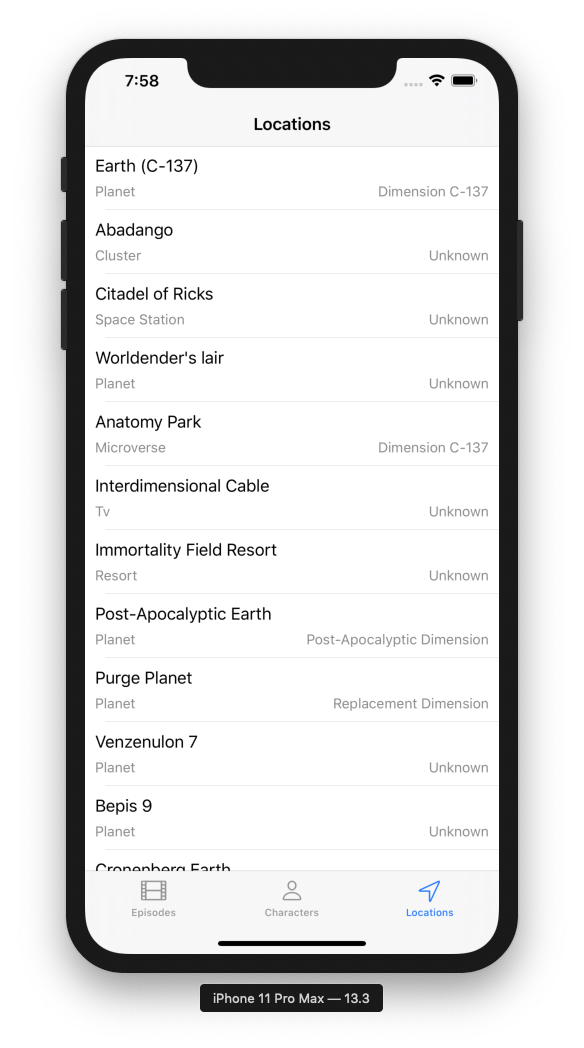 7:58
Locations
Earth (C-137)
Planet Dimension C-137
Abadango
Cluster Unknown
Citadel of Ricks
Space Station Unknown
Worldender's lair
Planet Unknown
Anatomy Park
Microverse Dimension C-137
Interdimensional Cable
Tv Unknown
Immortality Field Resort
Resort Unknown
Post-Apocalyptic Earth
Planet Post-Apocalyptic Dimension
Purge Planet
Planet Replacement Dimension
Venzenulon 7
Planet Unknown
Bepis 9
Planet Unknown
Cronenberg Earth
Episodes Characters Locations
iPhone 11 Pro Max — 13.3